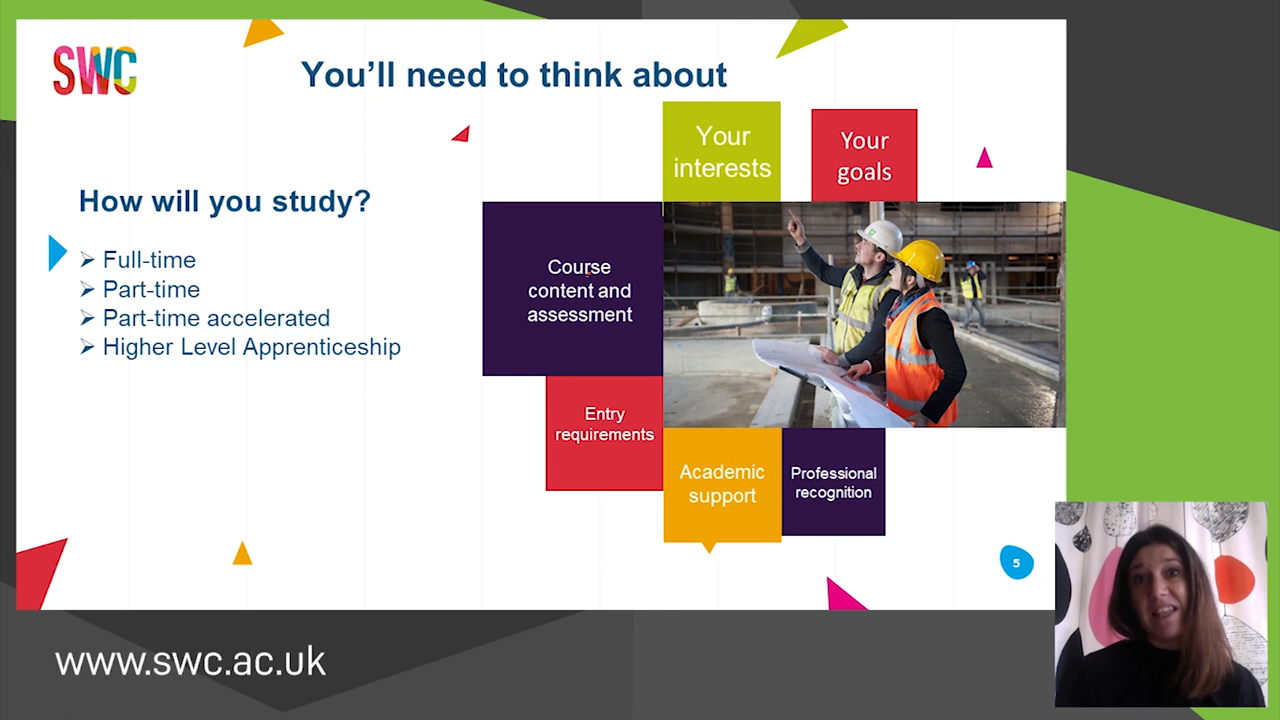 SWC
You'll need to think about
How will you study?
➢ Full-time
➢ Part-time
➢ Part-time accelerated
➢ Higher Level Apprenticeship
Your
interests
Your
goals
Course
content and
assessment
Entry
requirements
Academic
support
Professional
recognition
5
www.swc.ac.uk